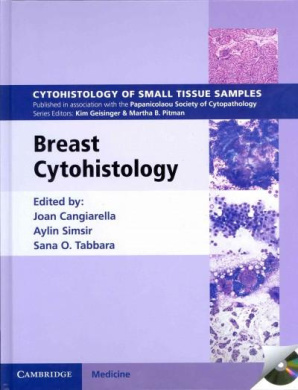 CYTOHISTOLOGY OF SMALL TISSUE SAMPLES
Published in association with the Papanicolaou Society of Cytopathology
Series Editors: Kim Geisinger & Martha B. Pitman
Breast
Cytohistology
Edited by:
Joan Cangiarella
Aylin Simsir
Sana O. Tabbara
CAMBRIDGE
Medicine